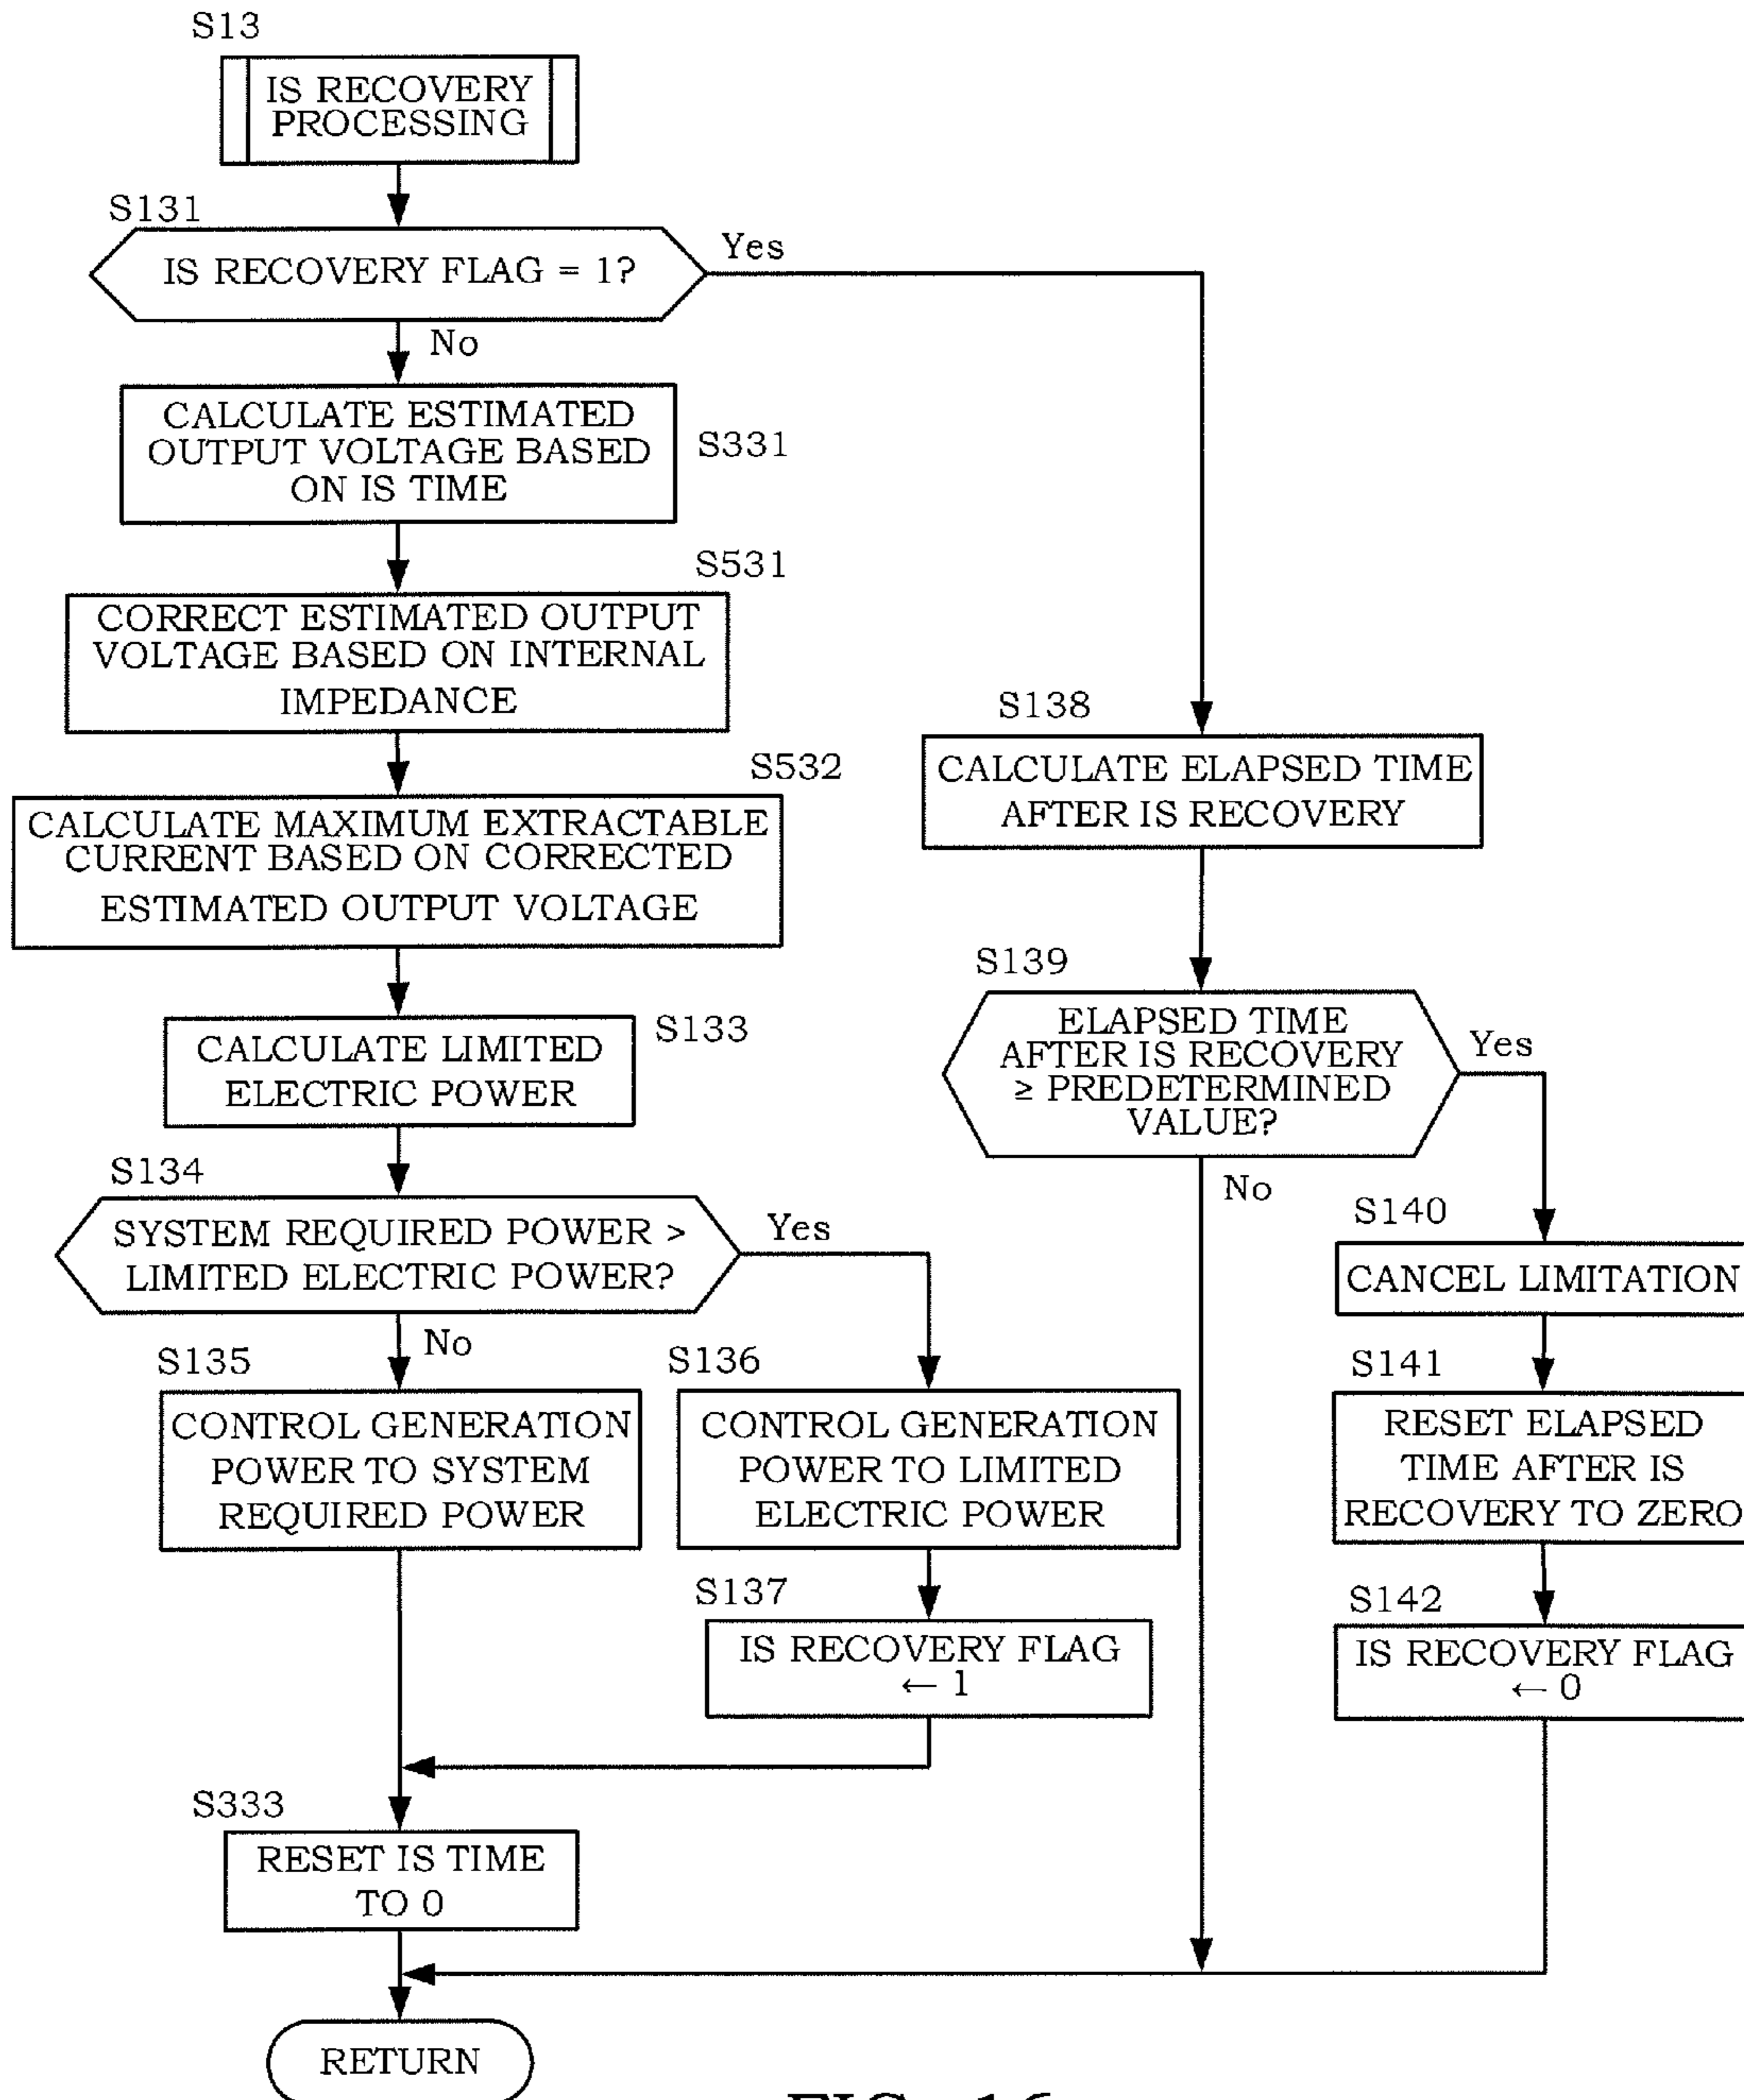 S13
IS RECOVERY
PROCESSING
S131
IS RECOVERY FLAG = 1?
Yes
No
CALCULATE ESTIMATED
OUTPUT VOLTAGE BASED
ON IS TIME
S331
S531
CORRECT ESTIMATED OUTPUT
VOLTAGE BASED ON INTERNAL
IMPEDANCE
S532
CALCULATE MAXIMUM EXTRACTABLE
CURRENT BASED ON CORRECTED
ESTIMATED OUTPUT VOLTAGE
S133
CALCULATE LIMITED
ELECTRIC POWER
S134
SYSTEM REQUIRED POWER >
LIMITED ELECTRIC POWER?
Yes
No
S135
CONTROL GENERATION
POWER TO SYSTEM
REQUIRED POWER
S136
CONTROL GENERATION
POWER TO LIMITED
ELECTRIC POWER
S137
IS RECOVERY FLAG
← 1
S333
RESET IS TIME
TO 0
RETURN
S138
CALCULATE ELAPSED TIME
AFTER IS RECOVERY
S139
ELAPSED TIME
AFTER IS RECOVERY
≥ PREDETERMINED
VALUE?
Yes
No
S140
CANCEL LIMITATION
S141
RESET ELAPSED
TIME AFTER IS
RECOVERY TO ZERO
S142
IS RECOVERY FLAG
← 0
FIG. 16